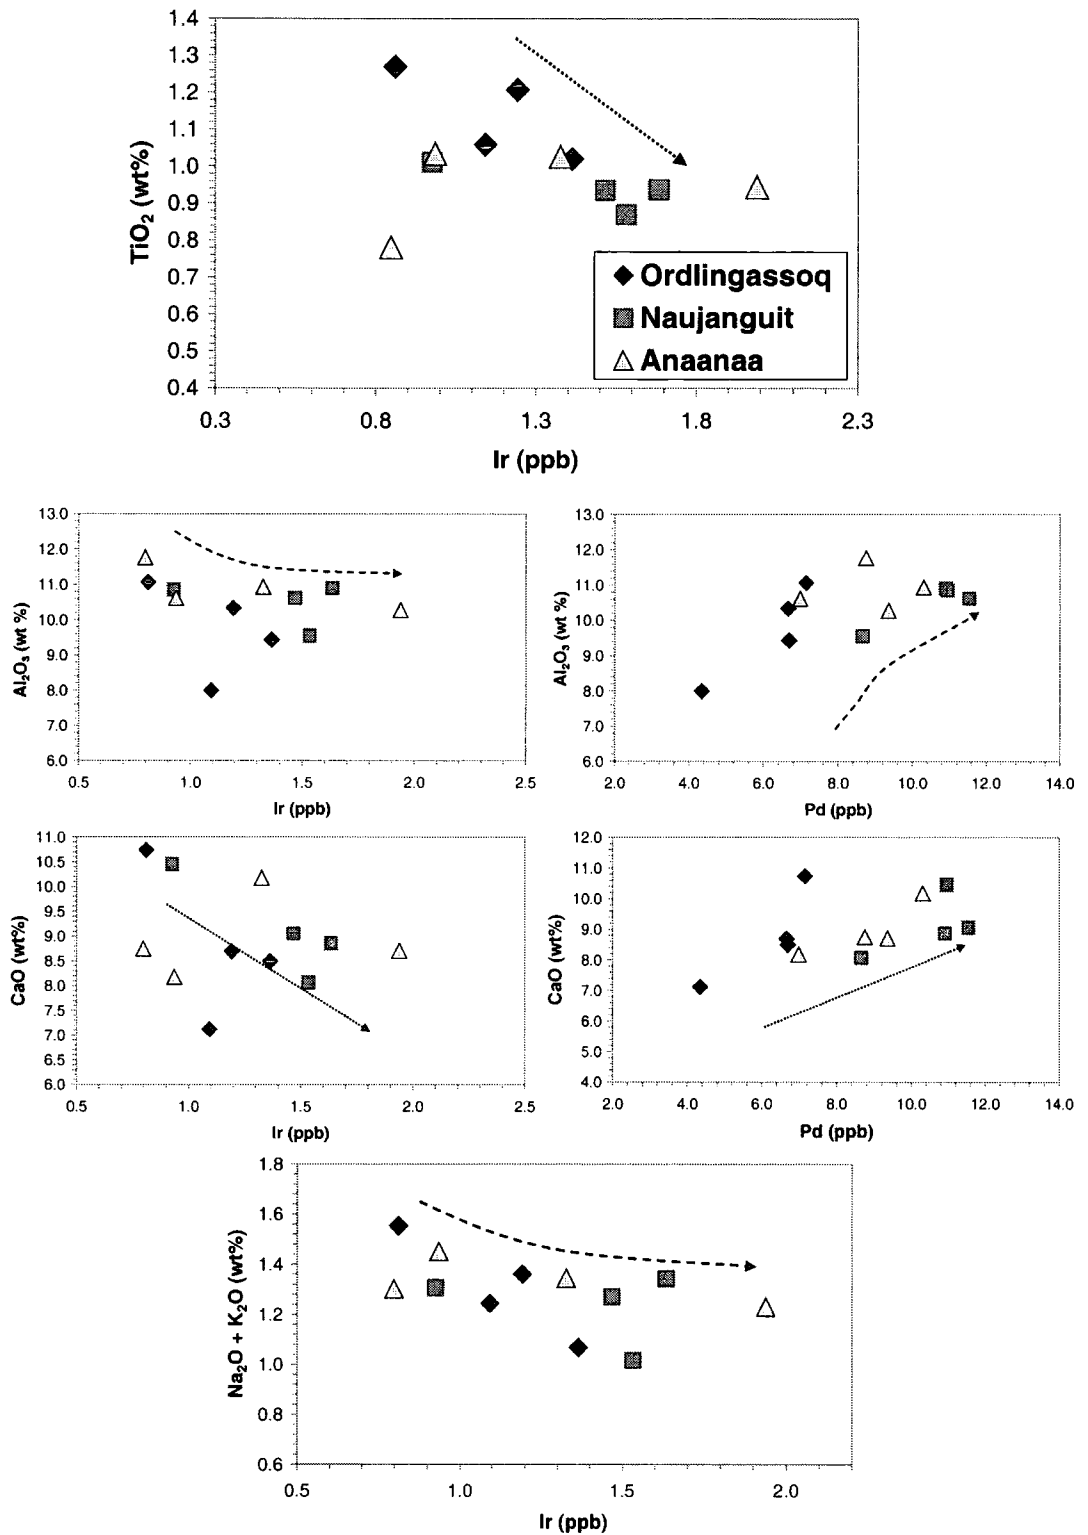 1.4
1.3
1.2
1.1
1.0
0.9
0.8
0.7
0.6
0.5
0.4
TiO₂ (wt%)
Ordlingassoq
Naujanguit
Anaanaa
0.3 0.8 1.3 1.8 2.3
Ir (ppb)
13.0
12.0
11.0
10.0
9.0
8.0
7.0
6.0
Al₂O₃ (wt %)
0.5 1.0 1.5 2.0 2.5
Ir (ppb)
13.0
12.0
11.0
10.0
9.0
8.0
7.0
6.0
Al₂O₃ (wt %)
2.0 4.0 6.0 8.0 10.0 12.0 14.0
Pd (ppb)
11.0
10.5
10.0
9.5
9.0
8.5
8.0
7.5
7.0
6.5
6.0
CaO (wt%)
0.5 1.0 1.5 2.0 2.5
Ir (ppb)
12.0
11.0
10.0
9.0
8.0
7.0
6.0
5.0
4.0
CaO (wt%)
2.0 4.0 6.0 8.0 10.0 12.0 14.0
Pd (ppb)
1.8
1.6
1.4
1.2
1.0
0.8
0.6
Na₂O + K₂O (wt%)
0.5 1.0 1.5 2.0
Ir (ppb)